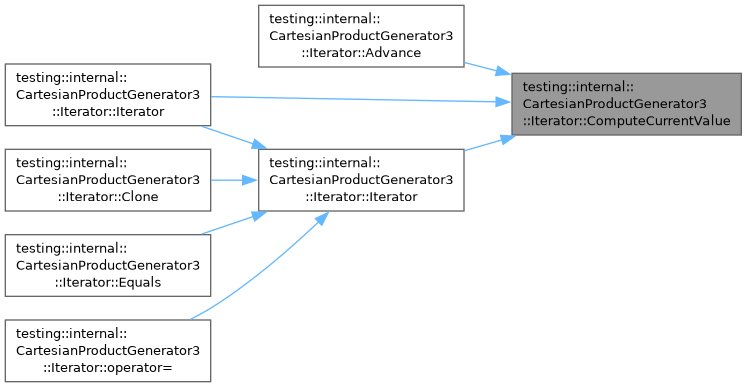 testing::internal::
CartesianProductGenerator3
::Iterator::Advance
testing::internal::
CartesianProductGenerator3
::Iterator::Iterator
testing::internal::
CartesianProductGenerator3
::Iterator::ComputeCurrentValue
testing::internal::
CartesianProductGenerator3
::Iterator::Clone
testing::internal::
CartesianProductGenerator3
::Iterator::Iterator
testing::internal::
CartesianProductGenerator3
::Iterator::Equals
testing::internal::
CartesianProductGenerator3
::Iterator::operator=